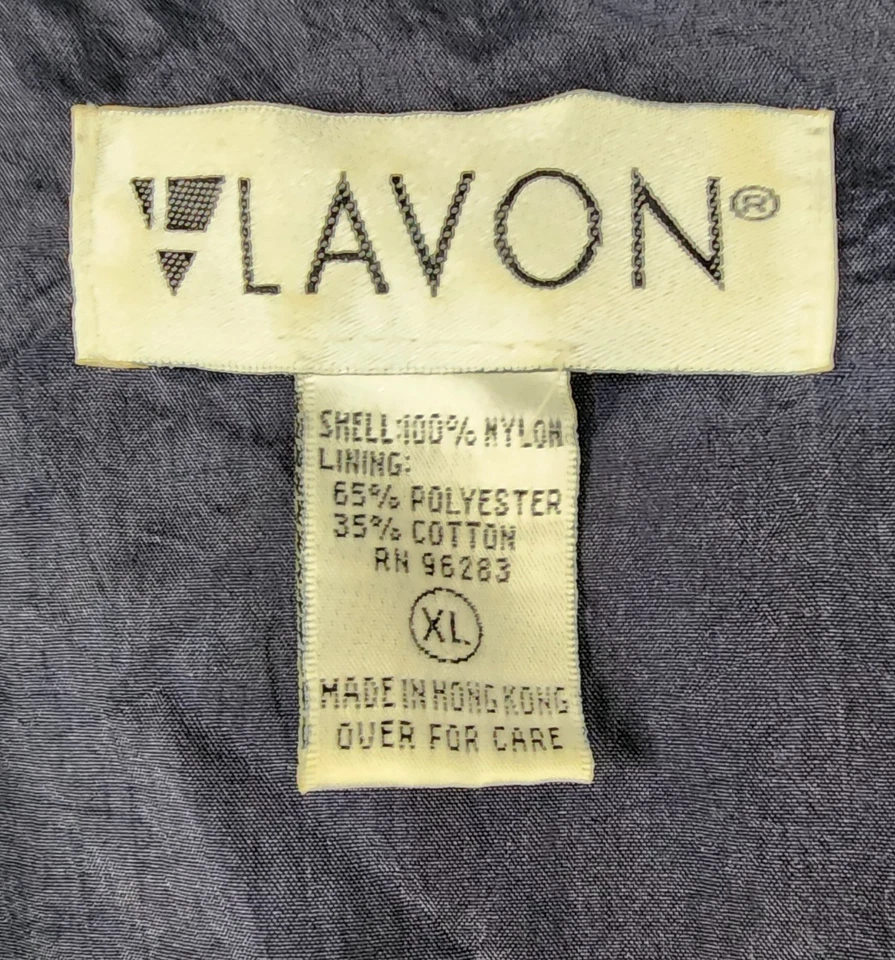 LAVON®
SHELL:100% NYLON
LINING:
65% POLYESTER
35% COTTON
RN 96283
XL
MADE IN HONG KONG
OVER FOR CARE